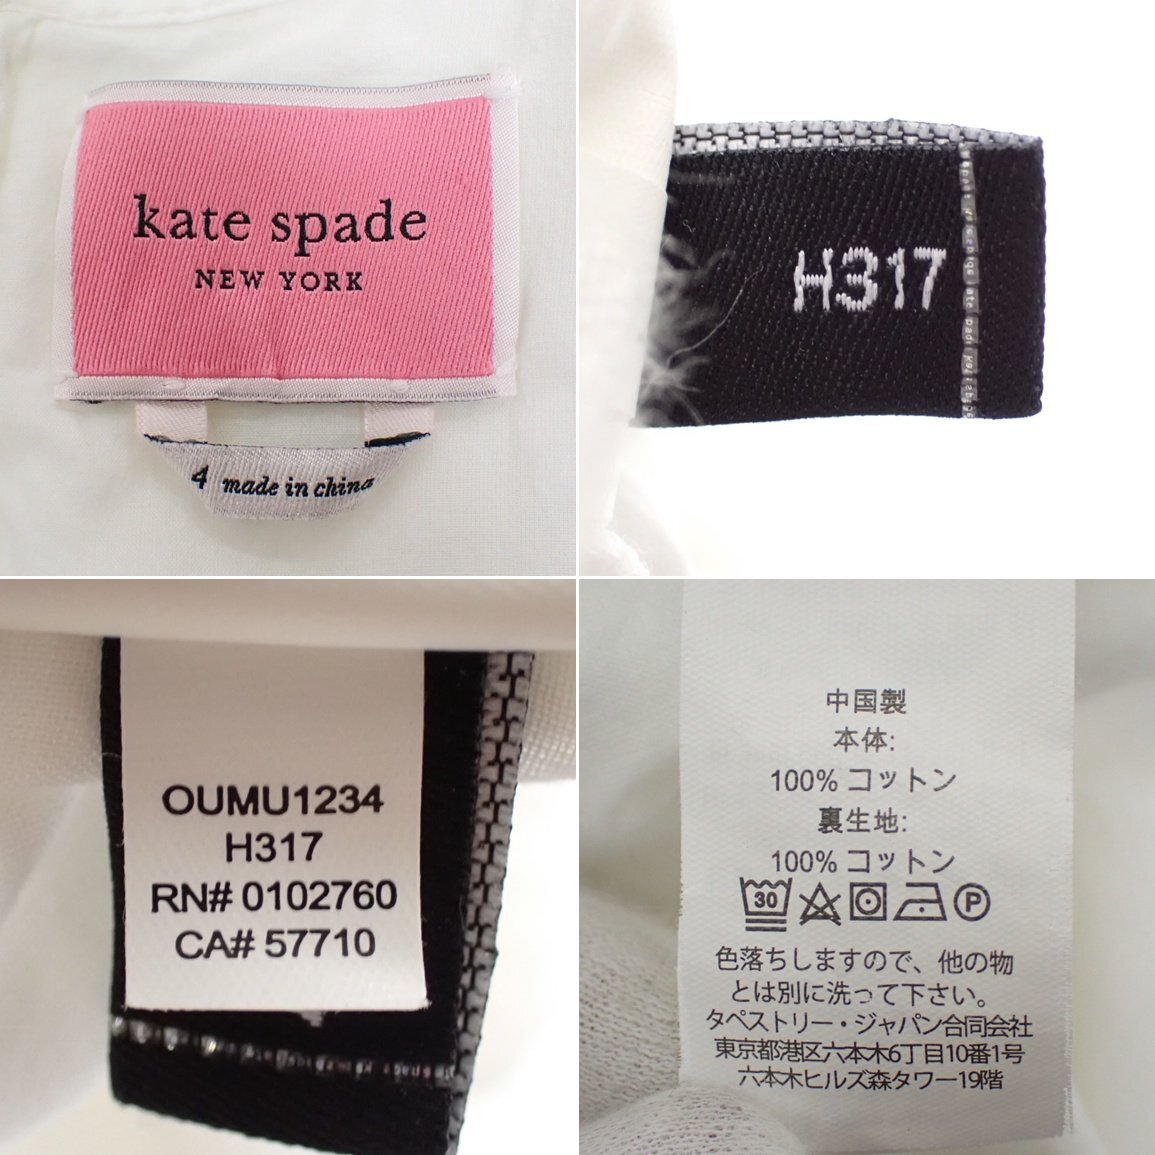 kate spade
NEW YORK
4 made in china
H317
OUMU1234
H317
RN# 0102760
CA# 57710
中国製
本体:
100% コットン
裏生地:
100% コットン
30
P
色落ちしますので、他の物
とは別に洗って下さい。
タペストリー・ジャパン合同会社
東京都港区六本木6丁目10番1号
六本木ヒルズ森タワー19階